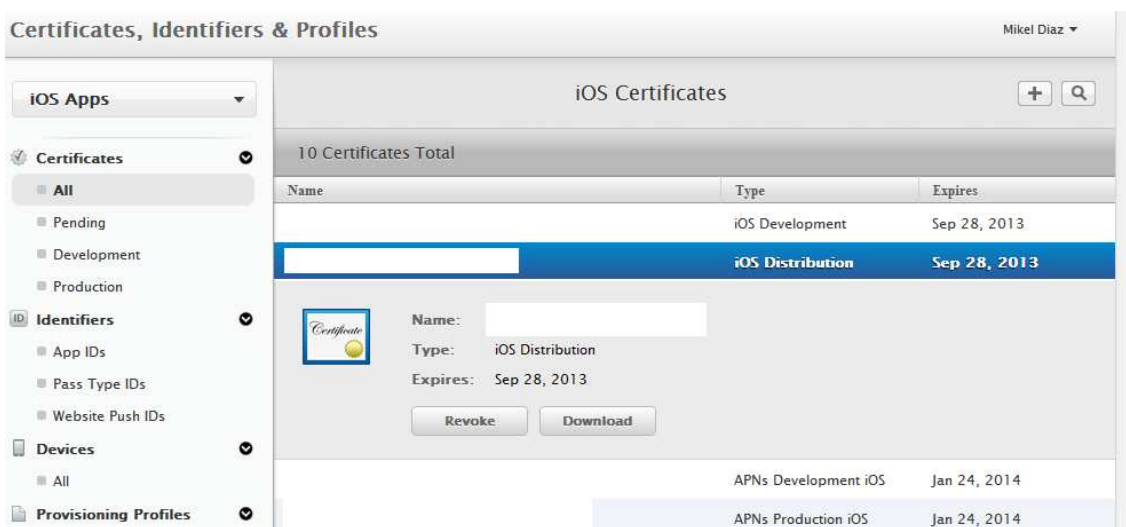 Certificates, Identifiers & Profiles
Mikel Diaz
iOS Apps
iOS Certificates
Certificates
10 Certificates Total
All
Name Type Expires
Pending
iOS Development Sep 28, 2013
Development
iOS Distribution Sep 28, 2013
Production
Identifiers
ID
Certificate
Name:
App IDs
Type: iOS Distribution
Pass Type IDs
Expires: Sep 28, 2013
Website Push IDs
Revoke Download
Devices
All
APNs Development iOS Jan 24, 2014
Provisioning Profiles
APNs Production iOS Jan 24, 2014